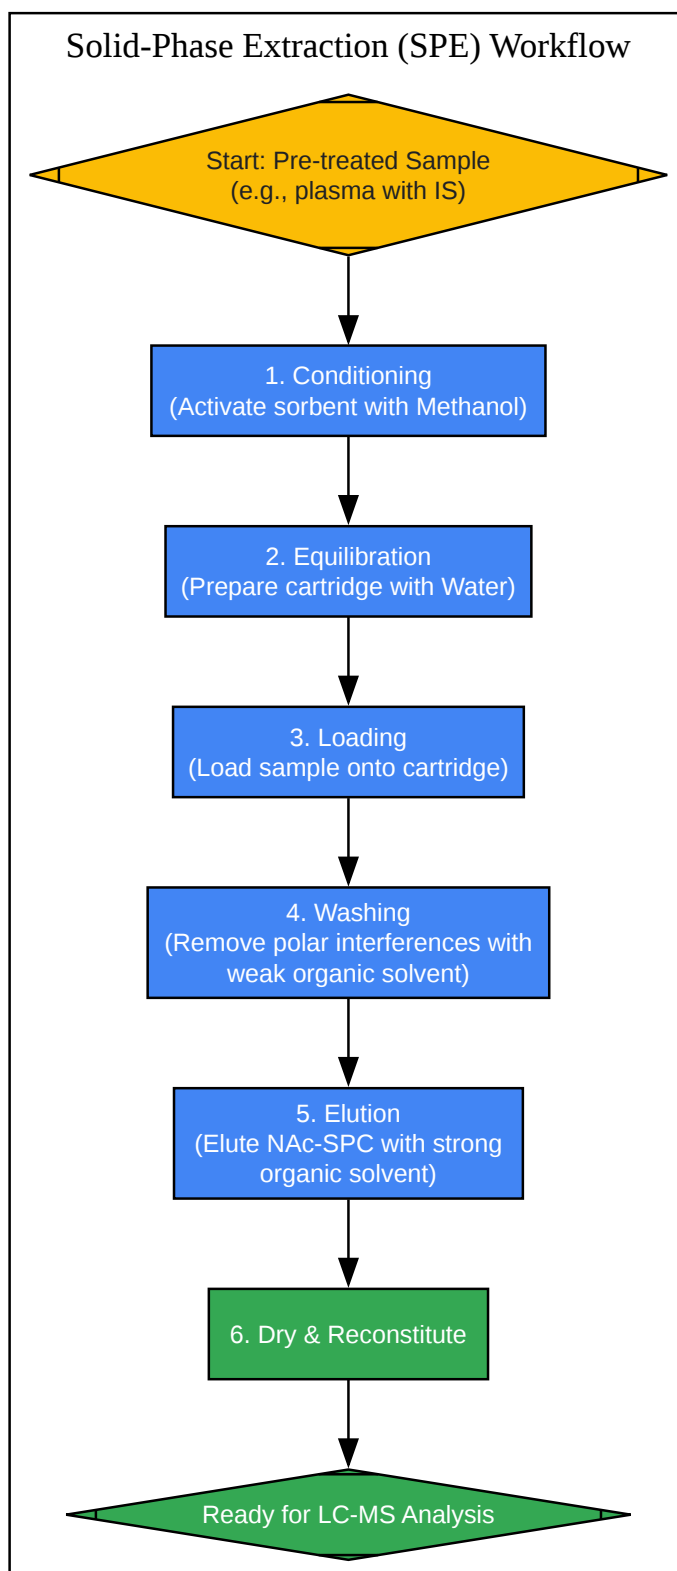 Solid-Phase Extraction (SPE) Workflow
Start: Pre-treated Sample
(e.g., plasma with IS)
1. Conditioning
(Activate sorbent with Methanol)
2. Equilibration
(Prepare cartridge with Water)
3. Loading
(Load sample onto cartridge)
4. Washing
(Remove polar interferences with
weak organic solvent)
5. Elution
(Elute NAc-SPC with strong
organic solvent)
6. Dry & Reconstitute
Ready for LC-MS Analysis